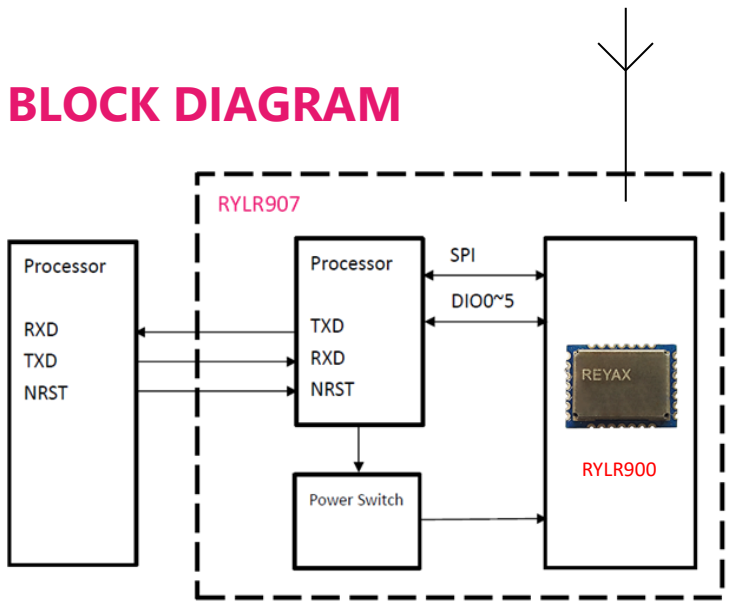 BLOCK DIAGRAM
RYLR907
Processor
RXD
TXD
NRST
Processor
TXD
RXD
NRST
SPI
DIO0~5
REYAX
RYLR900
Power Switch